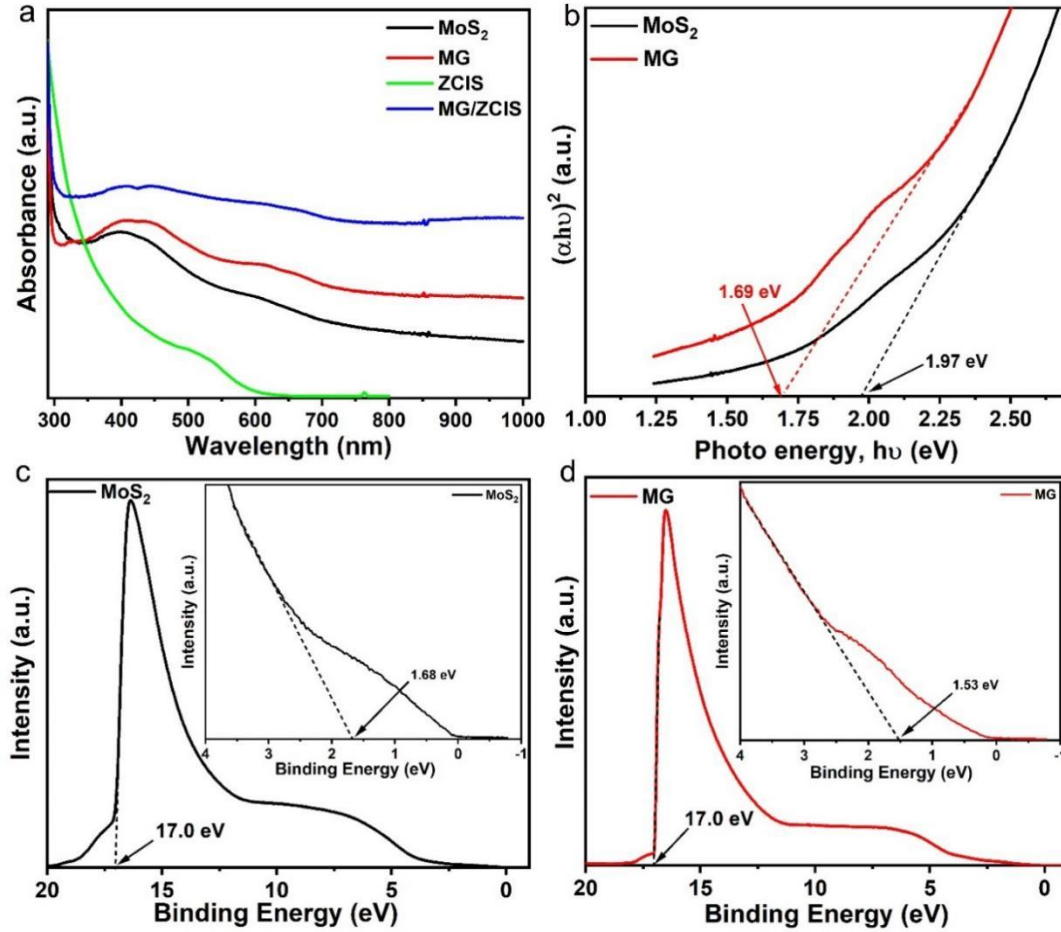 a
MoS₂
MG
ZCIS
MG/ZCIS
Absorbance (a.u.)
300 400 500 600 700 800 900 1000
Wavelength (nm)
b
MoS₂
MG
(αhυ)² (a.u.)
1.69 eV
1.97 eV
1.00 1.25 1.50 1.75 2.00 2.25 2.50
Photo energy, hυ (eV)
c
MoS₂
Intensity (a.u.)
17.0 eV
20 15 10 5 0
Binding Energy (eV)
MoS₂
Intensity (a.u.)
1.68 eV
4 3 2 1 0 -1
Binding Energy (eV)
d
MG
Intensity (a.u.)
17.0 eV
20 15 10 5 0
Binding Energy (eV)
MG
Intensity (a.u.)
1.53 eV
4 3 2 1 0 -1
Binding Energy (eV)